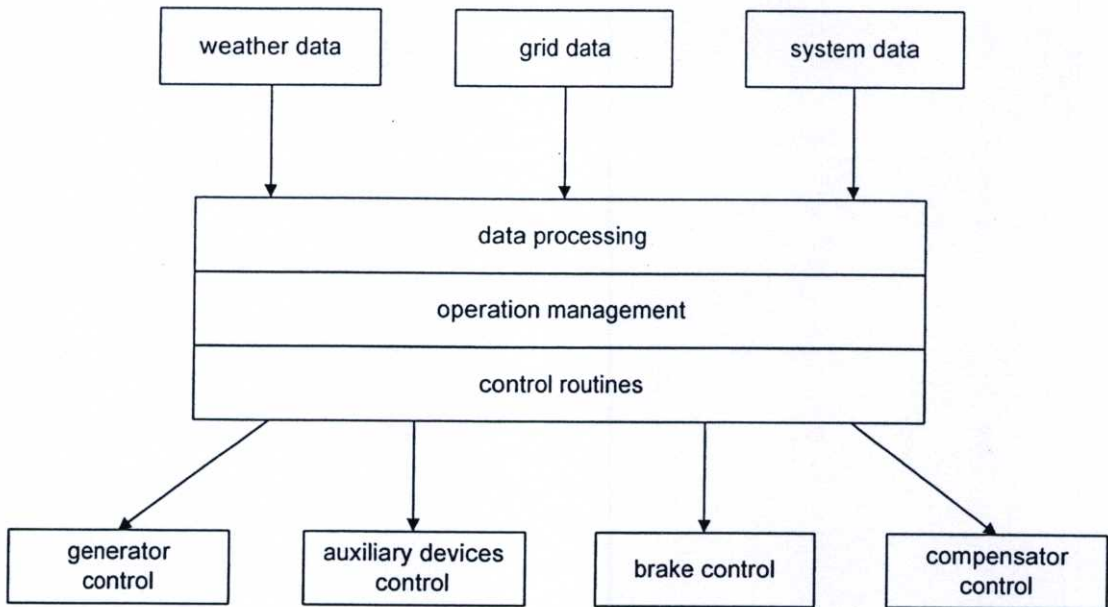 weather data
grid data
system data
data processing
operation management
control routines
generator
control
auxiliary devices
control
brake control
compensator
control